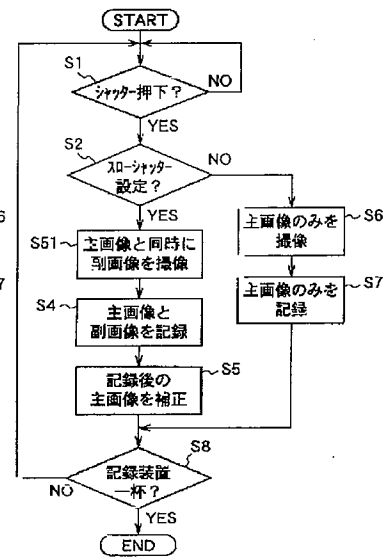 START
S1
シャッター押下？
NO
YES
S2
スローシャッター
設定？
NO
YES
S51
主画像と同時に
副画像を撮像
S6
主画像のみを
撮像
S4
主画像と
副画像を記録
S7
主画像のみを
記録
S5
記録後の
主画像を補正
S8
記録装置
一杯？
NO
YES
END
6
7